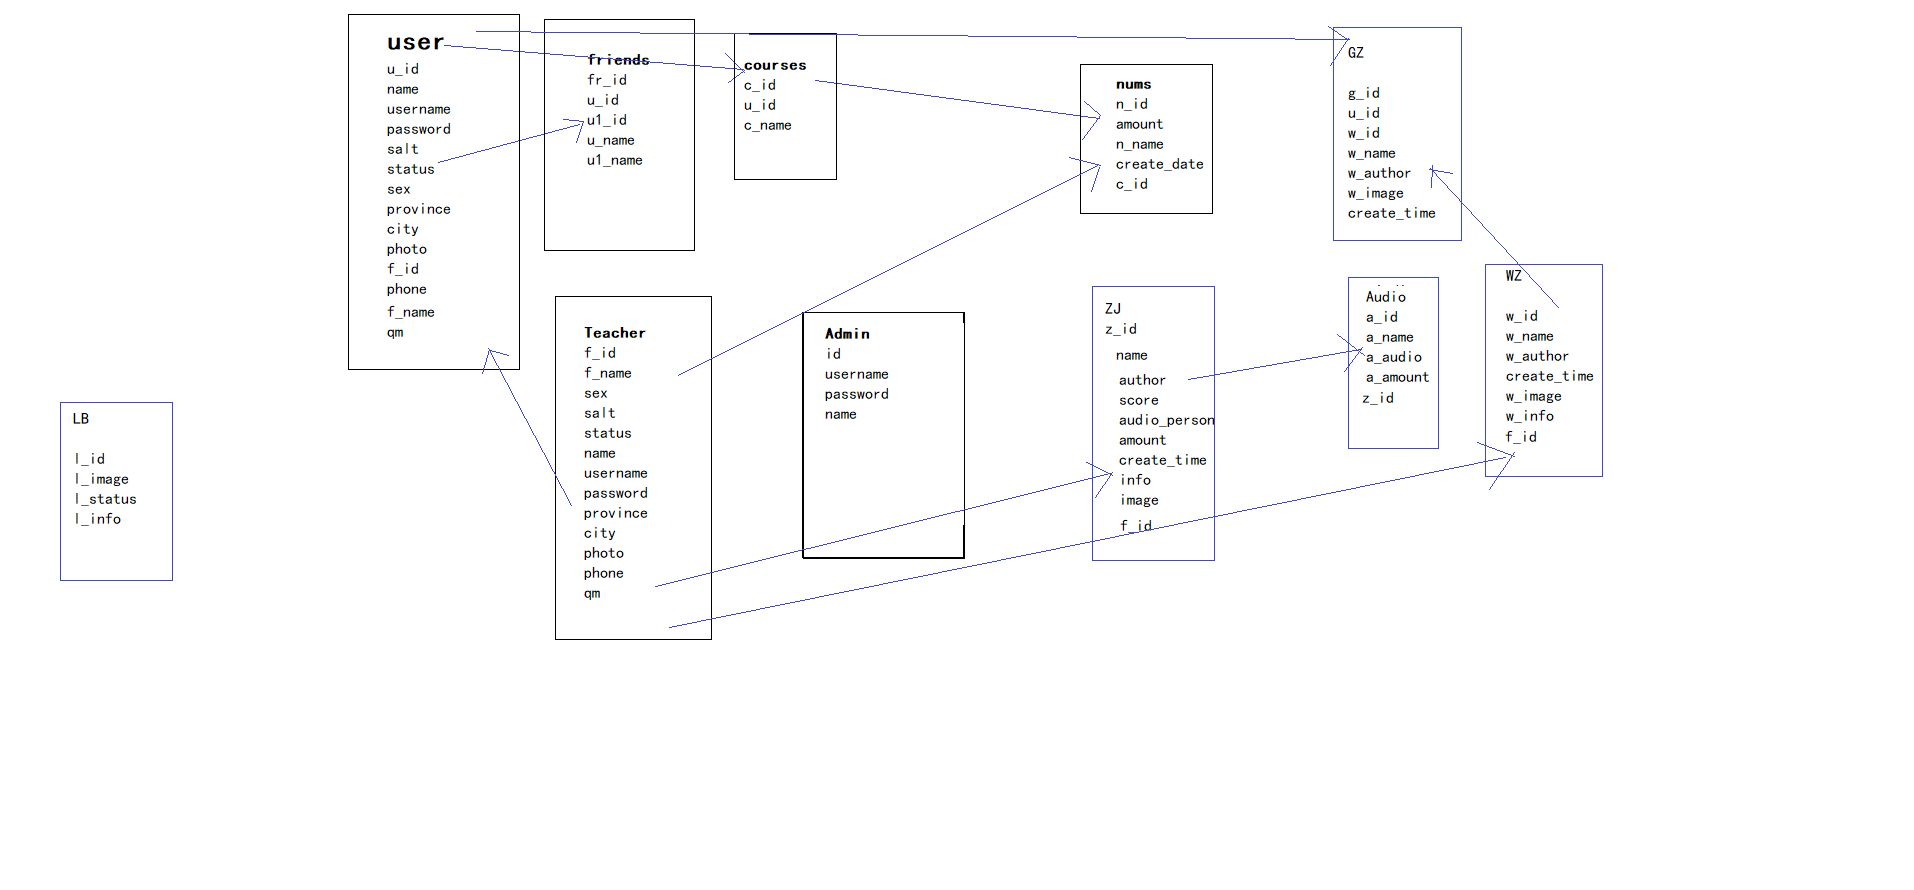 user
u_id
name
username
password
salt
status
sex
province
city
photo
f_id
phone
f_name
qm
friends
fr_id
u_id
u1_id
u_name
u1_name
courses
c_id
u_id
c_name
nums
n_id
amount
n_name
create_date
c_id
GZ
g_id
u_id
w_id
w_name
w_author
w_image
create_time
LB
l_id
l_image
l_status
l_info
Teacher
f_id
f_name
sex
salt
status
name
username
password
province
city
photo
phone
qm
Admin
id
username
password
name
ZJ
z_id
name
author
score
audio_person
amount
create_time
info
image
f_id
Audio
a_id
a_name
a_audio
a_amount
z_id
WZ
w_id
w_name
w_author
create_time
w_image
w_info
f_id